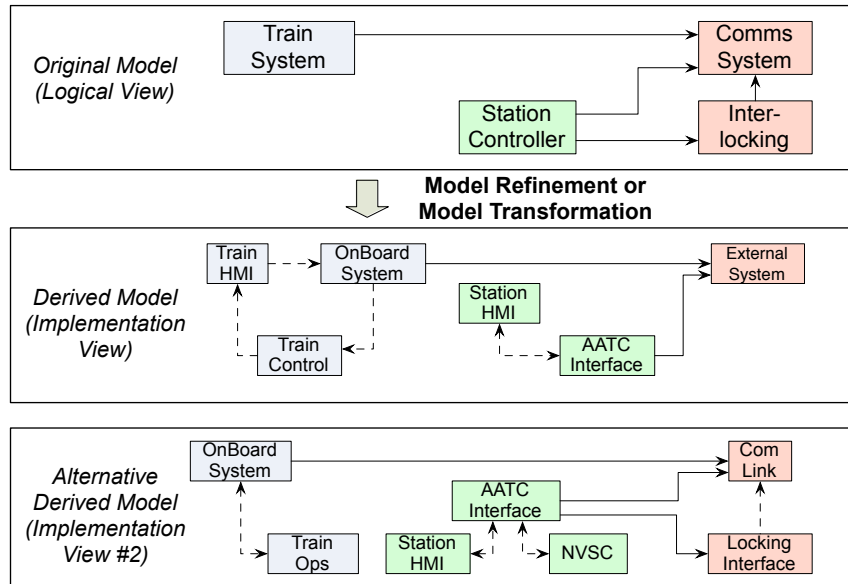 Original Model
(Logical View)
Train
System
Comms
System
Station
Controller
Inter-
locking
Model Refinement or
Model Transformation
Derived Model
(Implementation
View)
Train
HMI
OnBoard
System
External
System
Station
HMI
Train
Control
AATC
Interface
Alternative
Derived Model
(Implementation
View #2)
OnBoard
System
Com
Link
AATC
Interface
Train
Ops
Station
HMI
NVSC
Locking
Interface